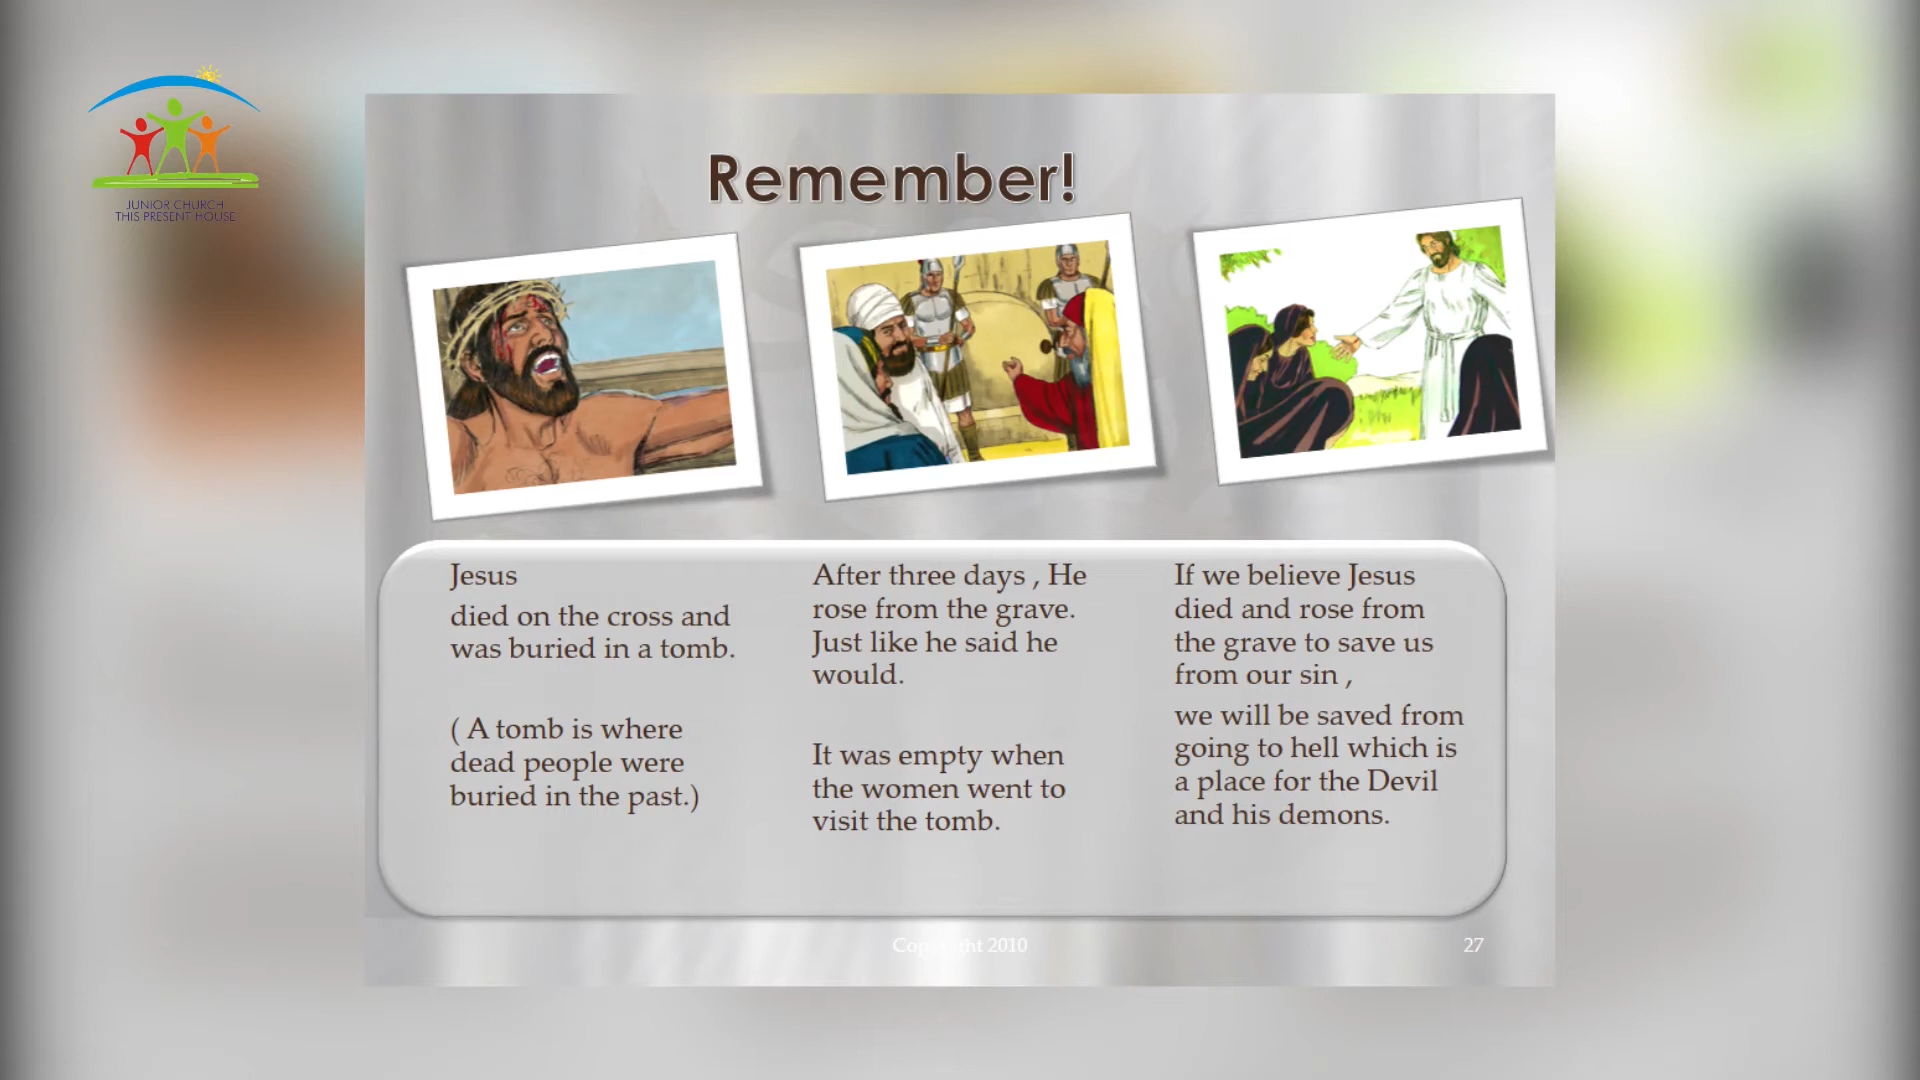 JUNIOR CHURCH
THIS PRESENT HOUSE
Remember!
Jesus
died on the cross and
was buried in a tomb.
( A tomb is where
dead people were
buried in the past.)
After three days , He
rose from the grave.
Just like he said he
would.
It was empty when
the women went to
visit the tomb.
If we believe Jesus
died and rose from
the grave to save us
from our sin ,
we will be saved from
going to hell which is
a place for the Devil
and his demons.
Copyright 2010
27